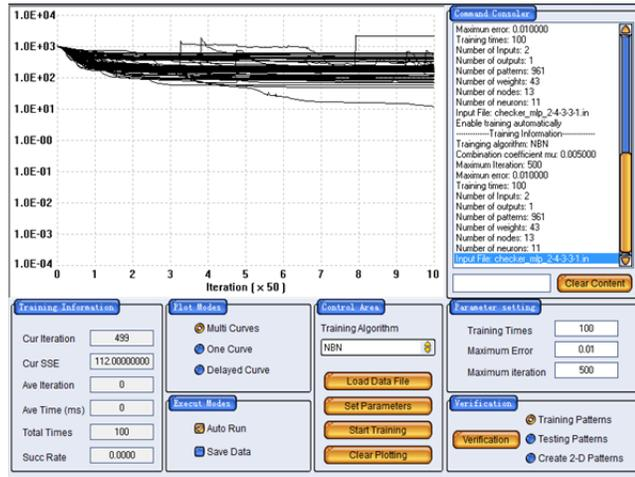 1.0E+04
1.0E+03
1.0E+02
1.0E+01
1.0E-00
1.0E-01
1.0E-02
1.0E-03
1.0E-04
0 1 2 3 4 5 6 7 8 9 10
Iteration ( x 50 )
Command Consoler
Maximun error: 0.010000
Training times: 100
Number of Inputs: 2
Number of outputs: 1
Number of patterns: 961
Number of weights: 43
Number of nodes: 13
Number of neurons: 11
Input File: checker_mlp_2-4-3-3-1.in
Enable training automatically
--------------Training Information--------------
Trainging algorithm: NBN
Combination coefficient mu: 0.005000
Maximum Iteration: 500
Maximun error: 0.010000
Training times: 100
Number of Inputs: 2
Number of outputs: 1
Number of patterns: 961
Number of weights: 43
Number of nodes: 13
Number of neurons: 11
Input File: checker_mlp_2-4-3-3-1.in
Clear Content
Training Information
Cur Iteration 499
Cur SSE 112.00000000
Ave Iteration 0
Ave Time (ms) 0
Total Times 100
Succ Rate 0.0000
Plot Modes
Multi Curves
One Curve
Delayed Curve
Execut Modes
Auto Run
Save Data
Control Area
Training Algorithm
NBN
Load Data File
Set Parameters
Start Training
Clear Plotting
Parameter setting
Training Times 100
Maximum Error 0.01
Maximum iteration 500
Verification
Verification
Training Patterns
Testing Patterns
Create 2-D Patterns